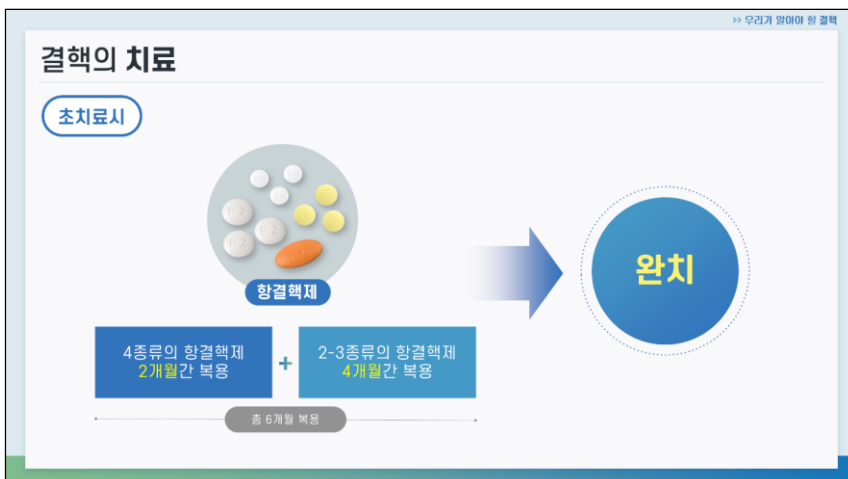 >> 우리가 알아야 할 결핵
결핵의 치료
초치료시
항결핵제
4종류의 항결핵제
2개월간 복용
+
2-3종류의 항결핵제
4개월간 복용
총 6개월 복용
완치